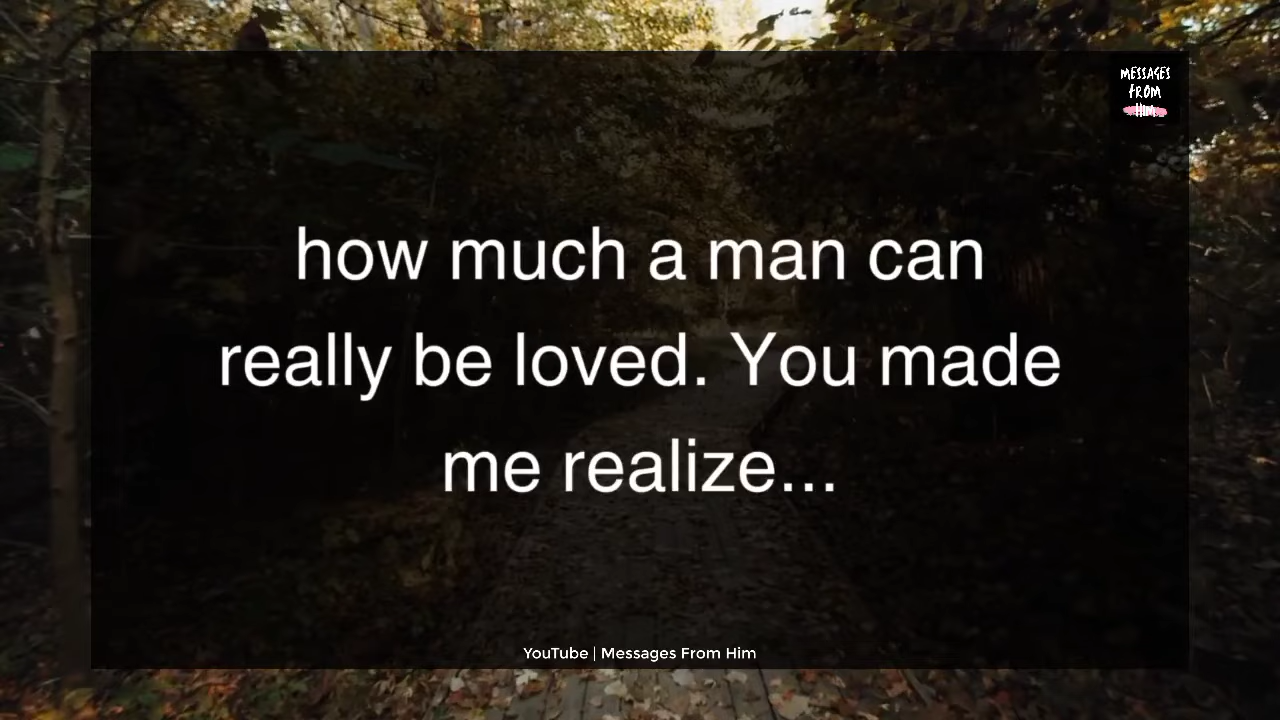 MESSAGES
FROM
HIM
how much a man can
really be loved. You made
me realize...
YouTube | Messages From Him